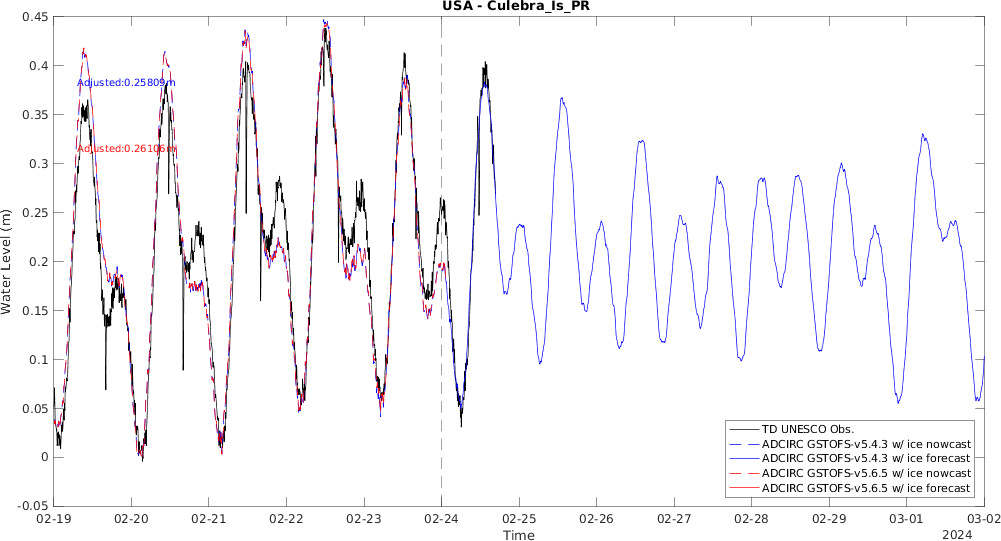 USA - Culebra_Is_PR
0.45
0.4
0.35
0.3
0.25
0.2
0.15
0.1
0.05
0
-0.05
Water Level (m)
Adjusted:0.25809m
Adjusted:0.26106m
TD UNESCO Obs.
ADCIRC GSTOFS-v5.4.3 w/ ice nowcast
ADCIRC GSTOFS-v5.4.3 w/ ice forecast
ADCIRC GSTOFS-v5.6.5 w/ ice nowcast
ADCIRC GSTOFS-v5.6.5 w/ ice forecast
02-19 02-20 02-21 02-22 02-23 02-24 02-25 02-26 02-27 02-28 02-29 03-01 03-02
Time
2024